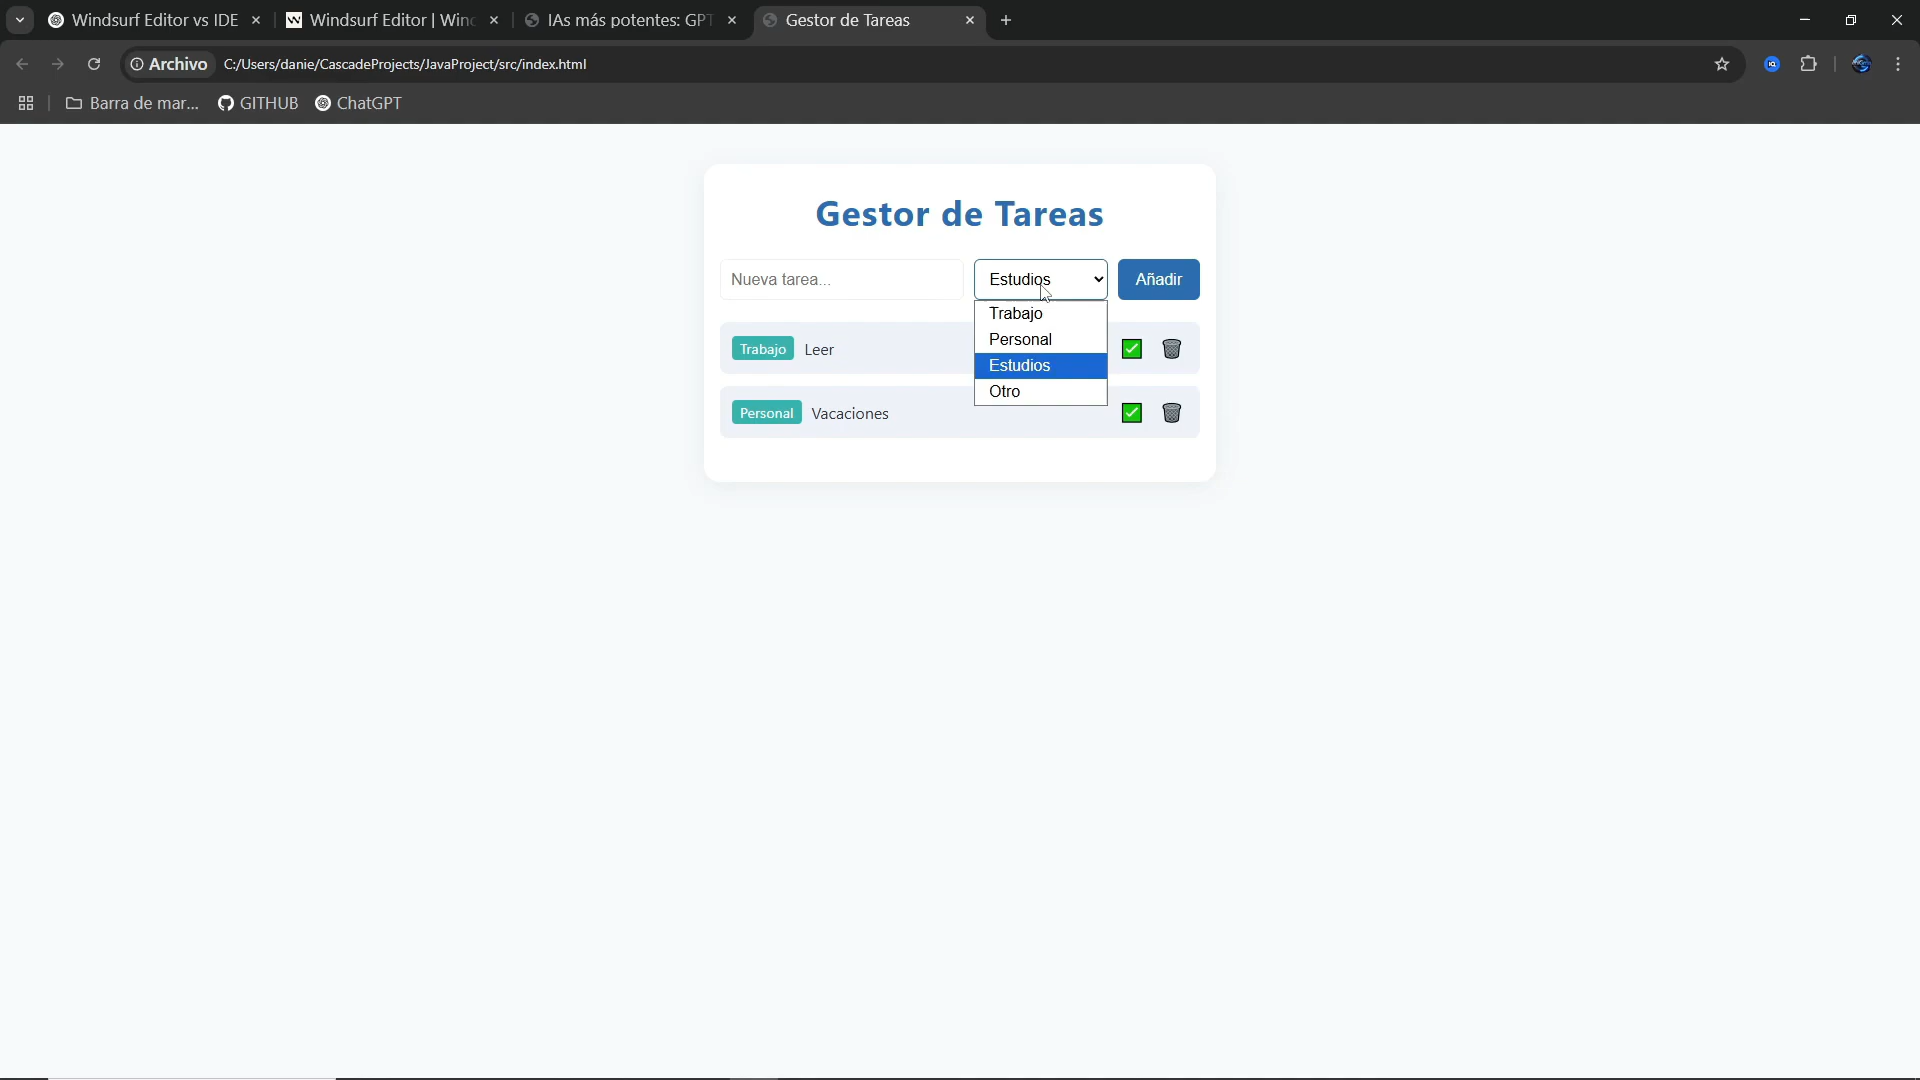 Windsurf Editor vs IDE
Windsurf Editor | Winc
IAs más potentes: GPT
Gestor de Tareas
Archivo C:/Users/danie/CascadeProjects/JavaProject/src/index.html
Barra de mar... GITHUB ChatGPT
Gestor de Tareas
Nueva tarea... Estudios Añadir
Trabajo
Personal
Estudios
Otro
Trabajo Leer
Personal Vacaciones